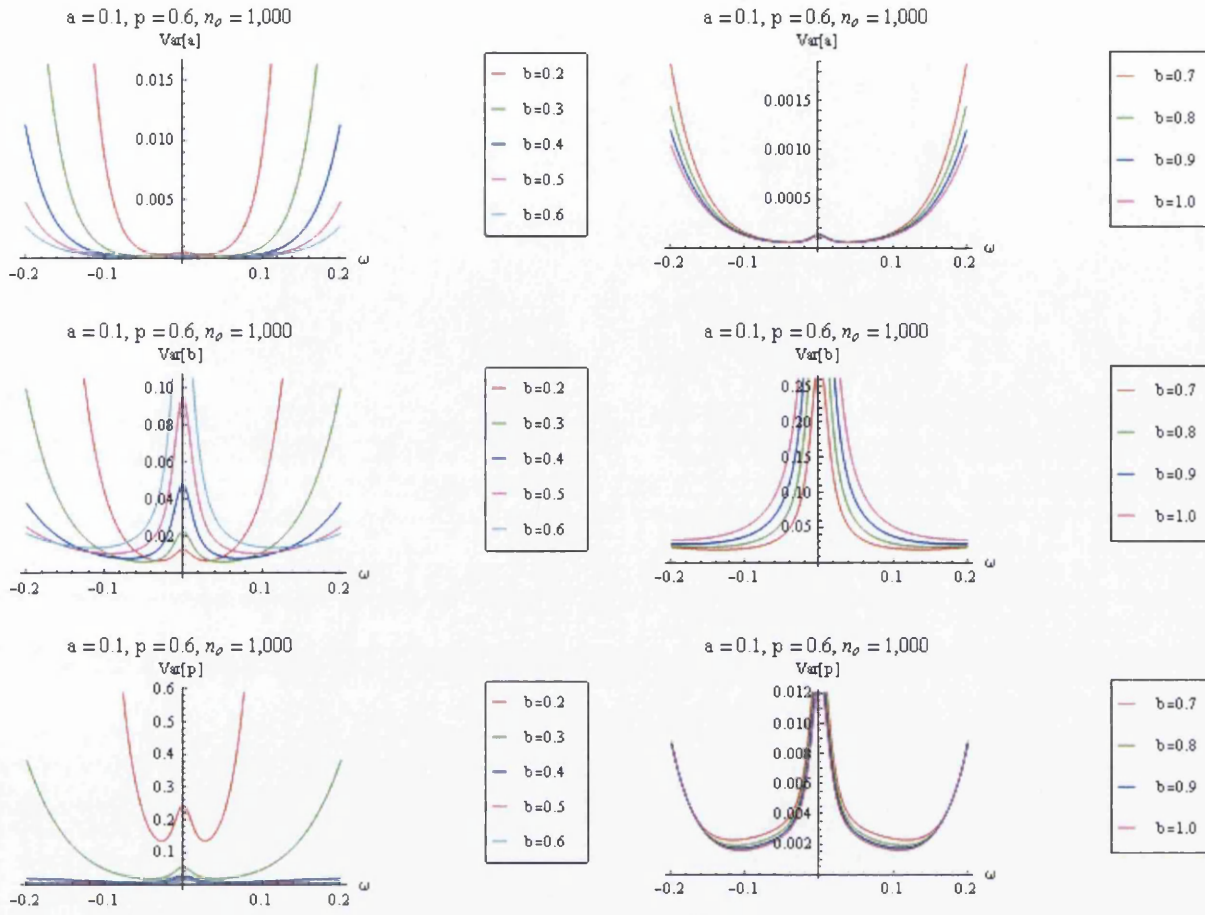 a = 0.1, p = 0.6, nₒ = 1,000
Var[a]
0.015
0.010
0.005
-0.2 -0.1 0.1 0.2 ω
b=0.2
b=0.3
b=0.4
b=0.5
b=0.6
a = 0.1, p = 0.6, nₒ = 1,000
Var[a]
0.0015
0.0010
0.0005
-0.2 -0.1 0.1 0.2 ω
b=0.7
b=0.8
b=0.9
b=1.0
a = 0.1, p = 0.6, nₒ = 1,000
Var[b]
0.10
0.08
0.06
0.04
0.02
-0.2 -0.1 0.1 0.2 ω
b=0.2
b=0.3
b=0.4
b=0.5
b=0.6
a = 0.1, p = 0.6, nₒ = 1,000
Var[b]
0.25
0.20
0.15
0.10
0.05
-0.2 -0.1 0.1 0.2 ω
b=0.7
b=0.8
b=0.9
b=1.0
a = 0.1, p = 0.6, nₒ = 1,000
Var[p]
0.6
0.5
0.4
0.3
0.2
0.1
-0.2 -0.1 0.1 0.2 ω
b=0.2
b=0.3
b=0.4
b=0.5
b=0.6
a = 0.1, p = 0.6, nₒ = 1,000
Var[p]
0.012
0.010
0.008
0.006
0.004
0.002
-0.2 -0.1 0.1 0.2 ω
b=0.7
b=0.8
b=0.9
b=1.0